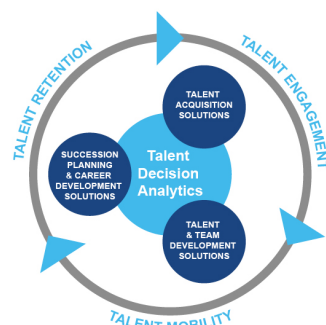 TALENT RETENTION
TALENT ENGAGEMENT
TALENT
ACQUISITION
SOLUTIONS
SUCCESSION
PLANNING
& CAREER
DEVELOPMENT
SOLUTIONS
Talent
Decision
Analytics
TALENT
& TEAM
DEVELOPMENT
SOLUTIONS
TALENT MOBILITY